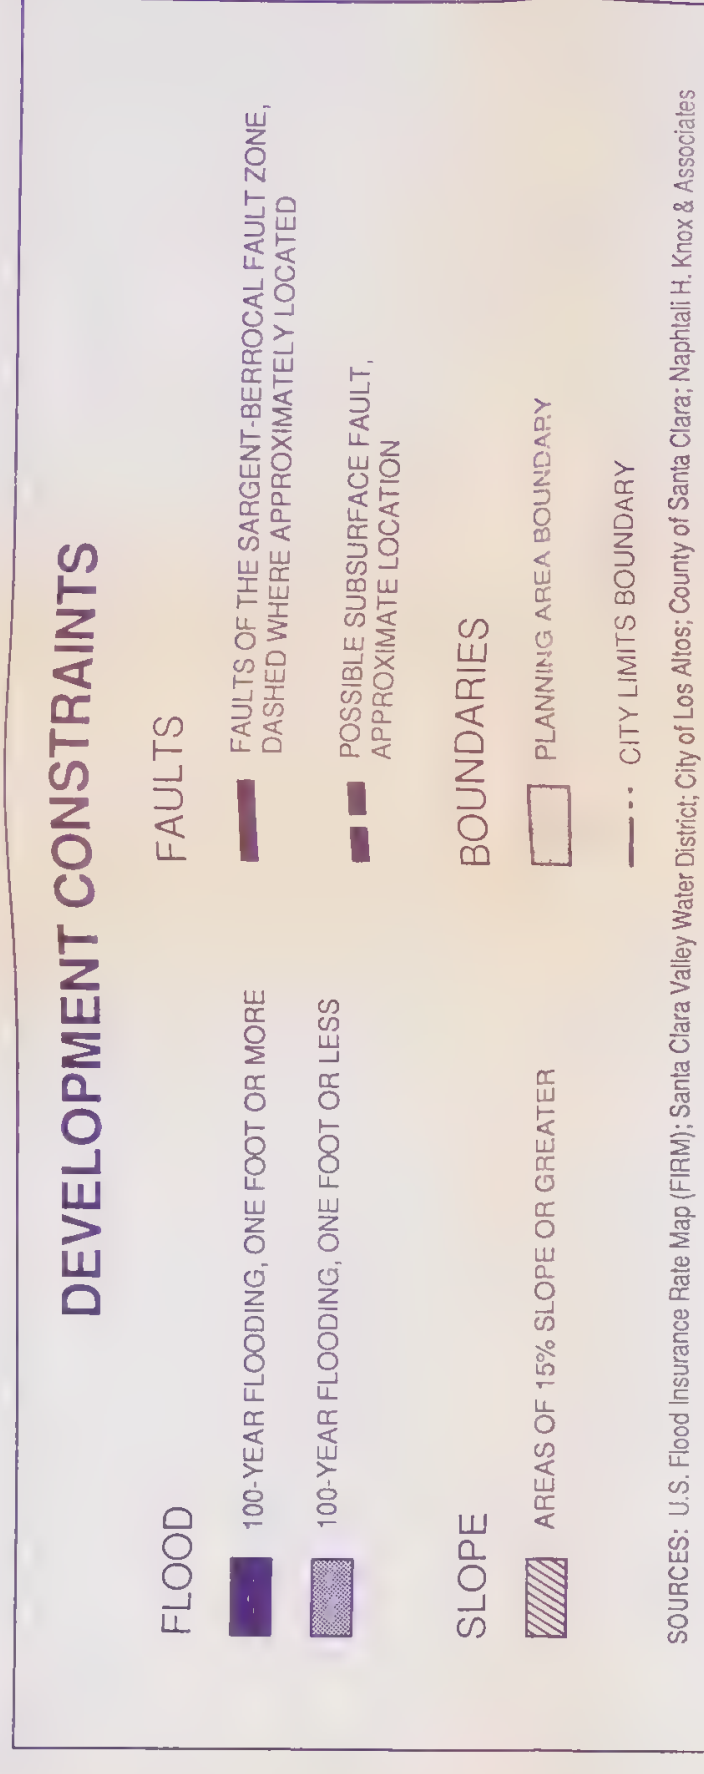 DEVELOPMENT CONSTRAINTS
FLOOD
100-YEAR FLOODING, ONE FOOT OR MORE
100-YEAR FLOODING, ONE FOOT OR LESS
SLOPE
AREAS OF 15% SLOPE OR GREATER
FAULTS
FAULTS OF THE SARGENT-BERROCAL FAULT ZONE,
DASHED WHERE APPROXIMATELY LOCATED
POSSIBLE SUBSURFACE FAULT,
APPROXIMATE LOCATION
BOUNDARIES
PLANNING AREA BOUNDARY
CITY LIMITS BOUNDARY
SOURCES: U.S. Flood Insurance Rate Map (FIRM); Santa Clara Valley Water District; City of Los Altos; County of Santa Clara; Naphtali H. Knox & Associates